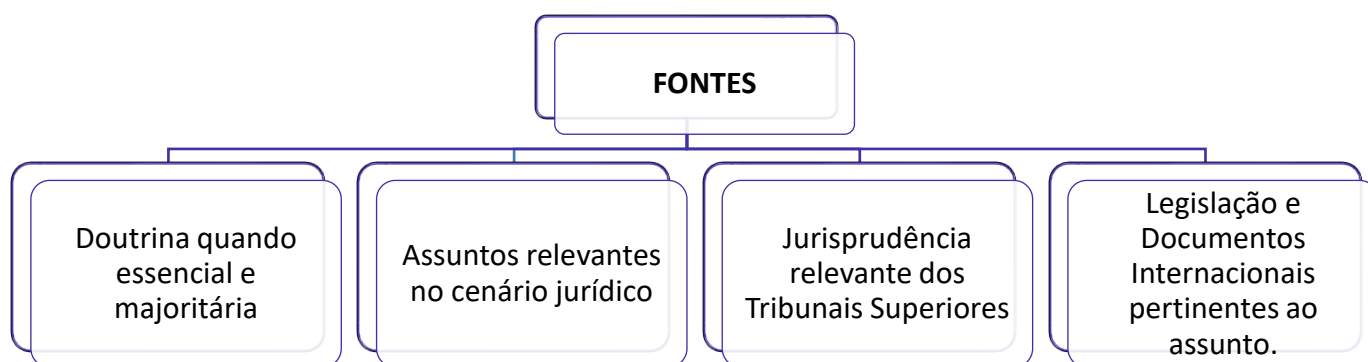 FONTES
Doutrina quando
essencial e
majoritária
Assuntos relevantes
no cenário jurídico
Jurisprudência
relevante dos
Tribunais Superiores
Legislação e
Documentos
Internacionais
pertinentes ao
assunto.